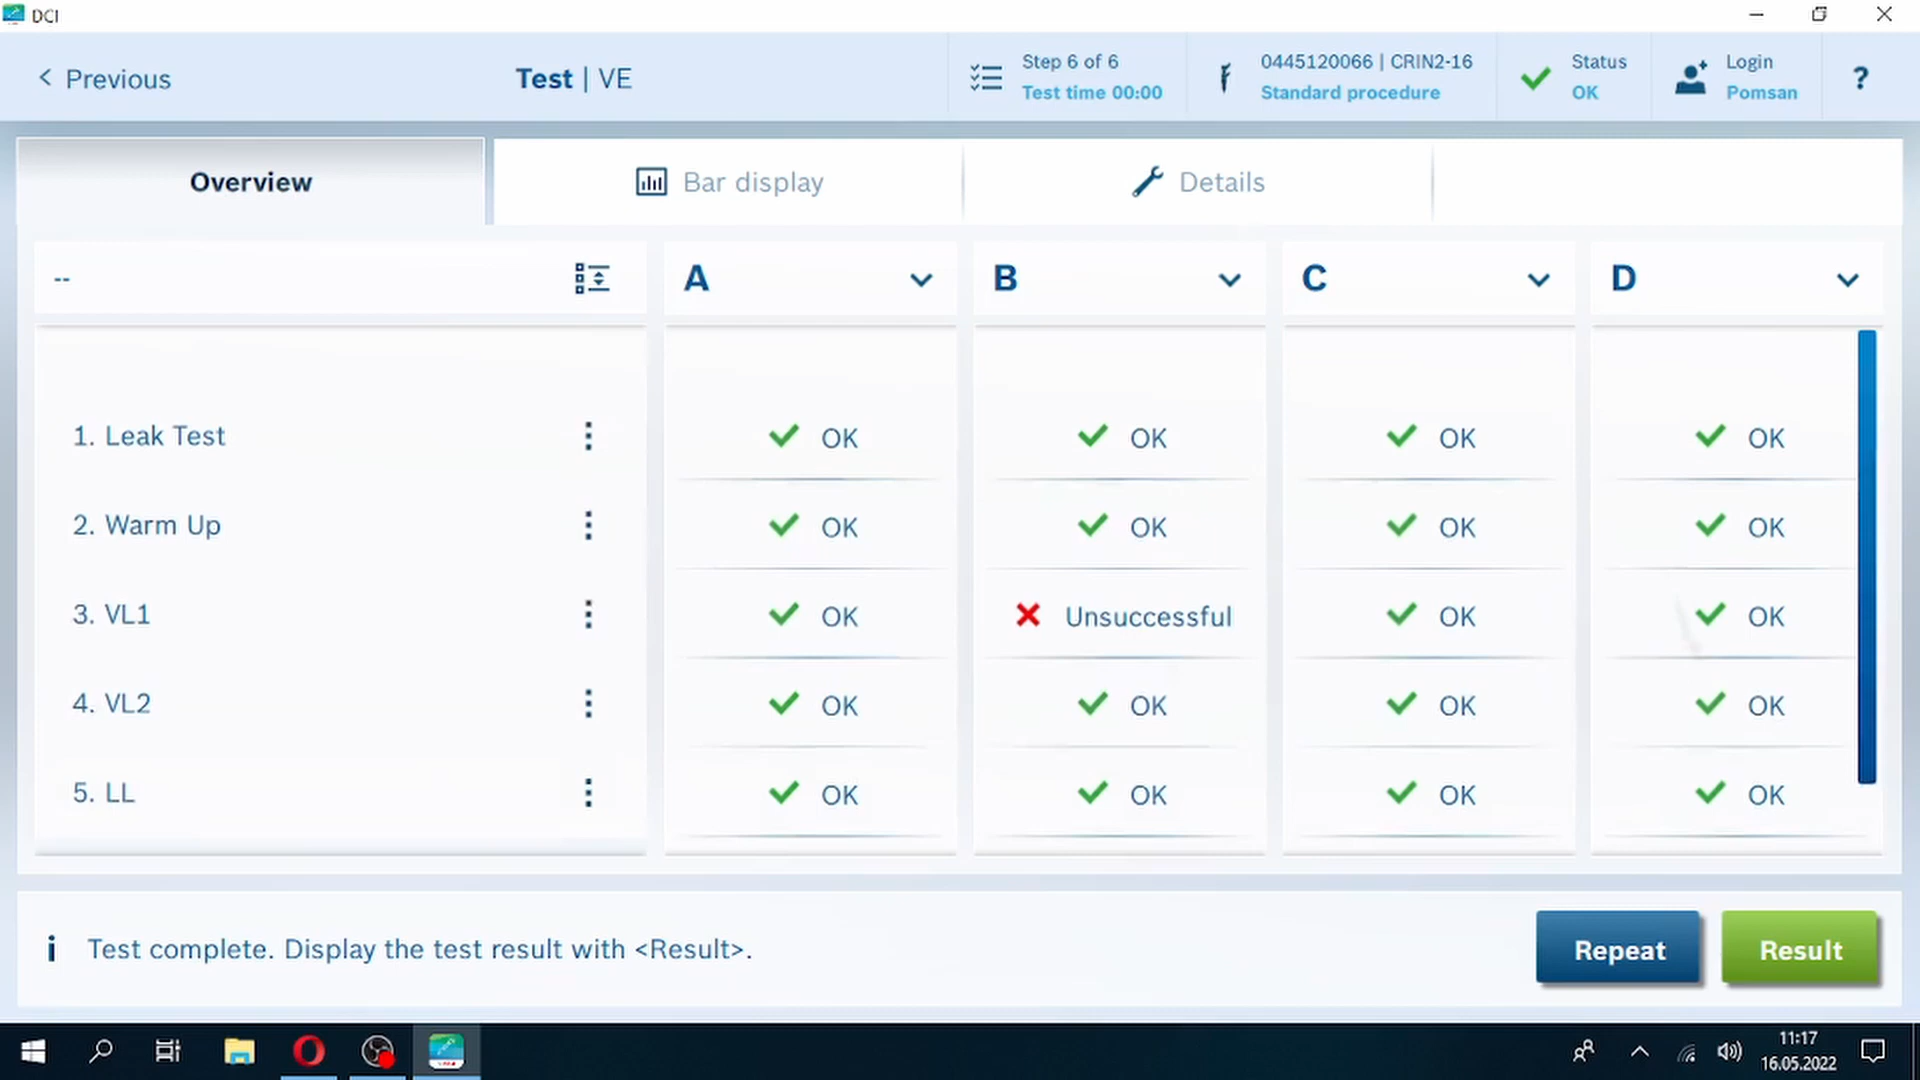 DCI
Previous
Test | VE
Step 6 of 6
Test time 00:00
0445120066 | CRIN2-16
Standard procedure
Status
OK
Login
Pomsan
?
Overview
Bar display
Details
--
A
B
C
D
1. Leak Test
OK
OK
OK
OK
2. Warm Up
OK
OK
OK
OK
3. VL1
OK
Unsuccessful
OK
OK
4. VL2
OK
OK
OK
OK
5. LL
OK
OK
OK
OK
Test complete. Display the test result with <Result>.
Repeat
Result
11:17
16.05.2022